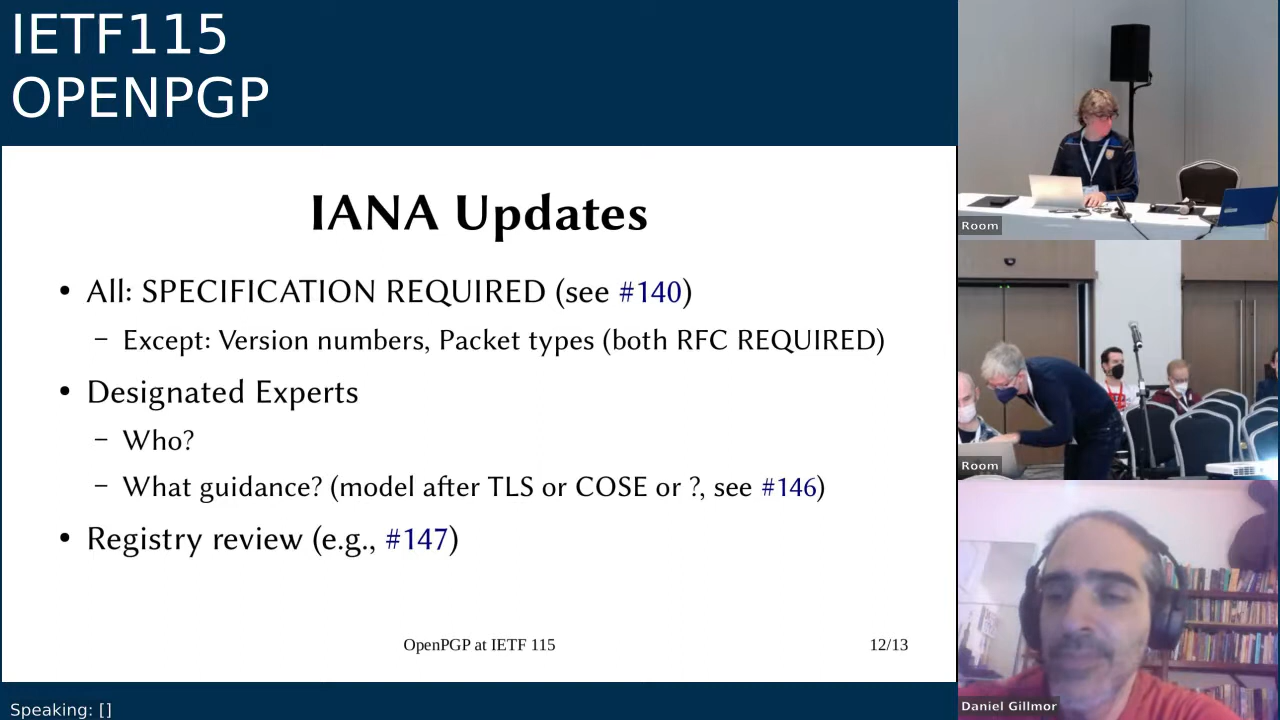 IETF115
OPENPGP
IANA Updates
• All: SPECIFICATION REQUIRED (see #140)
– Except: Version numbers, Packet types (both RFC REQUIRED)
• Designated Experts
– Who?
– What guidance? (model after TLS or COSE or ?, see #146)
• Registry review (e.g., #147)
OpenPGP at IETF 115
12/13
Speaking: []
Room
Room
Daniel Gillmor